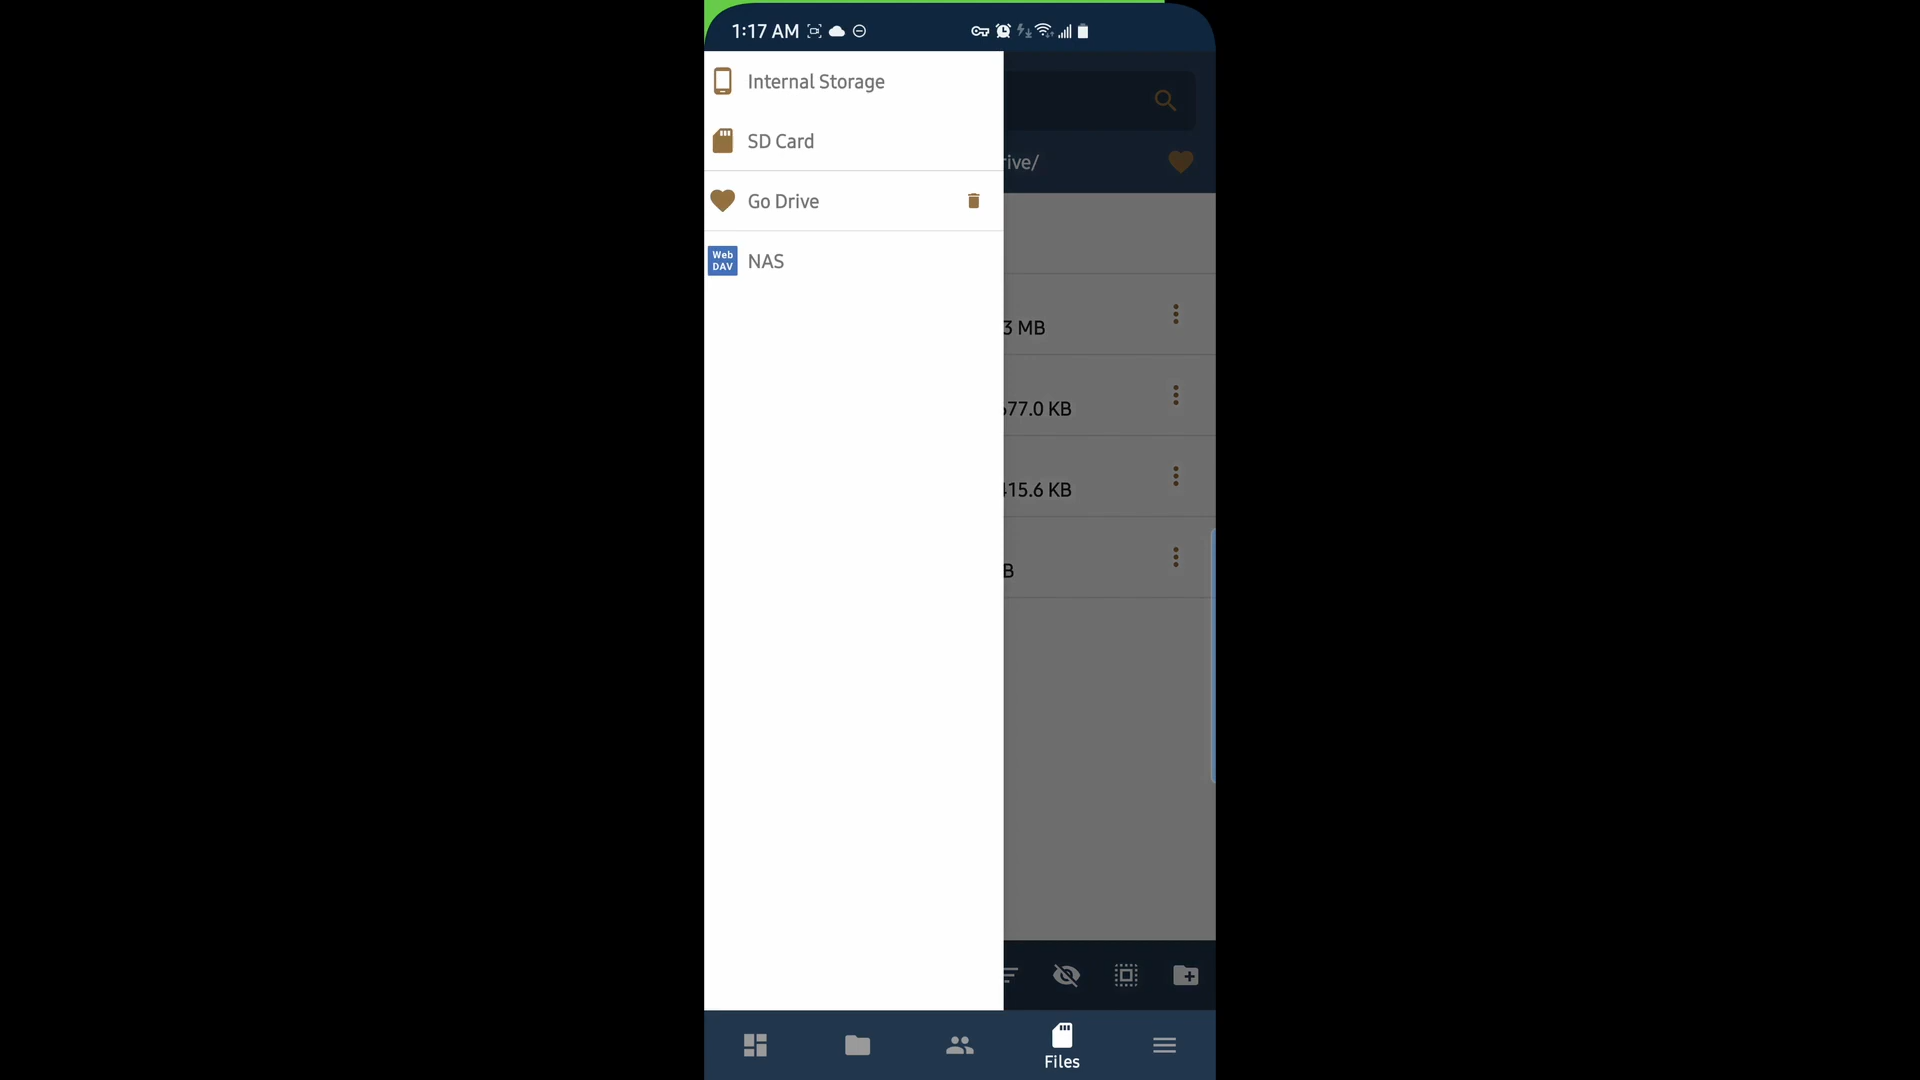 1:17 AM
Internal Storage
SD Card
rive/
Go Drive
Web
DAV
NAS
3 MB
77.0 KB
15.6 KB
B
Files